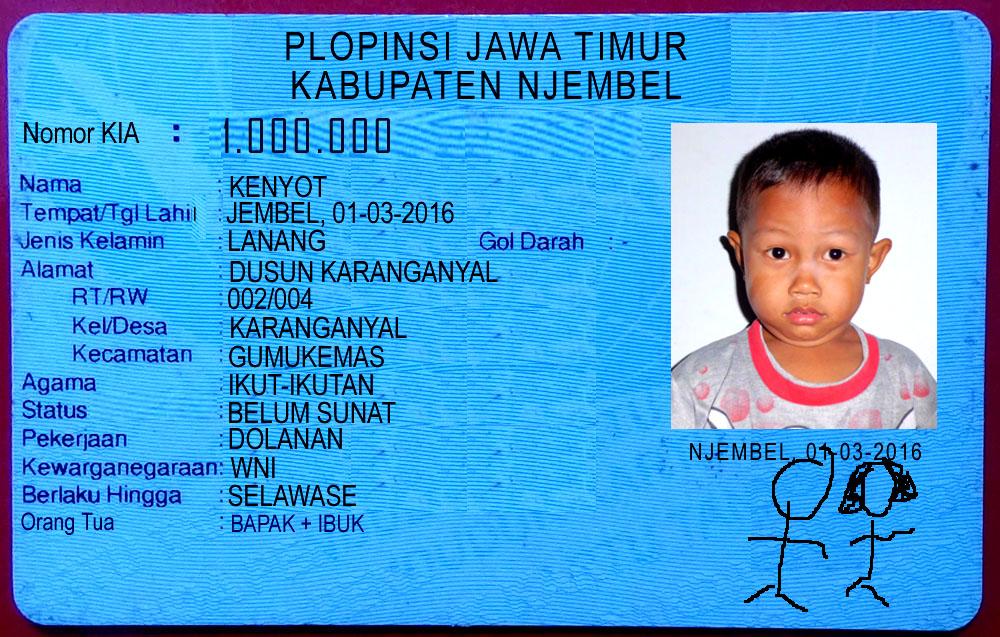 PLOPINSI JAWA TIMUR
KABUPATEN NJEMBEL
Nomor KIA : 1.000.000
Nama : KENYOT
Tempat/Tgl Lahir : JEMBEL, 01-03-2016
Jenis Kelamin : LANANG Gol Darah : -
Alamat : DUSUN KARANGANYAL
RT/RW : 002/004
Kel/Desa : KARANGANYAL
Kecamatan : GUMUKEMAS
Agama : IKUT-IKUTAN
Status : BELUM SUNAT
Pekerjaan : DOLANAN
Kewarganegaraan: WNI
Berlaku Hingga : SELAWASE
Orang Tua : BAPAK + IBUK
NJEMBEL, 01-03-2016